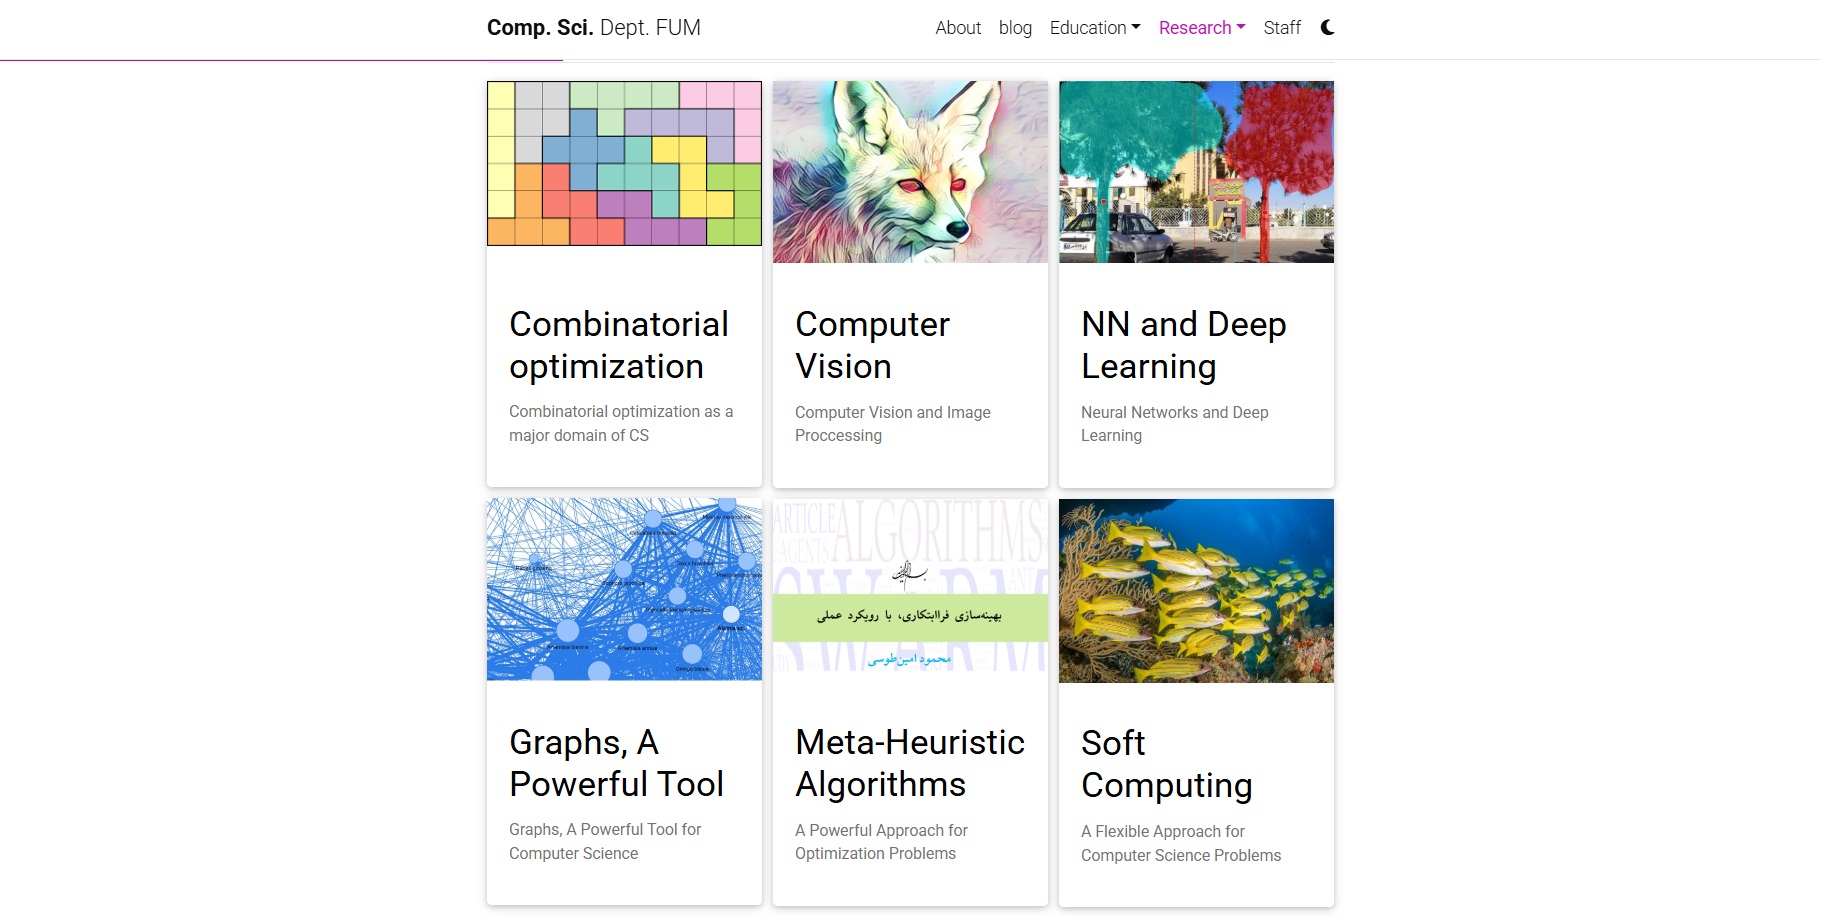 Comp. Sci. Dept. FUM
About blog Education Research Staff
Combinatorial
optimization
Combinatorial optimization as a
major domain of CS
Computer
Vision
Computer Vision and Image
Proccessing
NN and Deep
Learning
Neural Networks and Deep
Learning
ARTICLE ALGORITHMS
AGENTS
SWARM
ANT
بهینه‌سازی فراابتکاری، با رویکرد عملی
محمود امین‌طوسی
Graphs, A
Powerful Tool
Graphs, A Powerful Tool for
Computer Science
Meta-Heuristic
Algorithms
A Powerful Approach for
Optimization Problems
Soft
Computing
A Flexible Approach for
Computer Science Problems